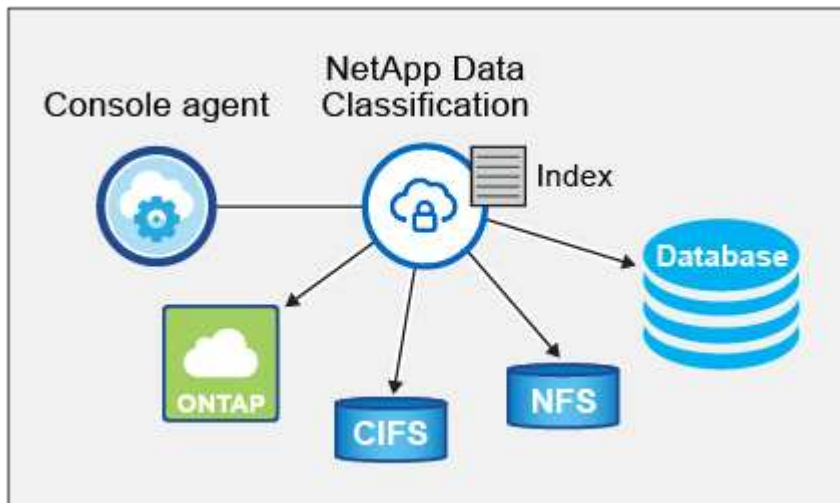 NetApp Data
Classification
Console agent
Index
Database
ONTAP
CIFS
NFS